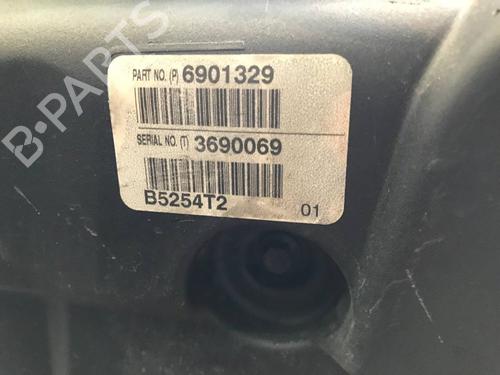 PART NO. (P) 6901329
SERIAL NO. (T) 3690069
B5254T2 01
B-PARTS